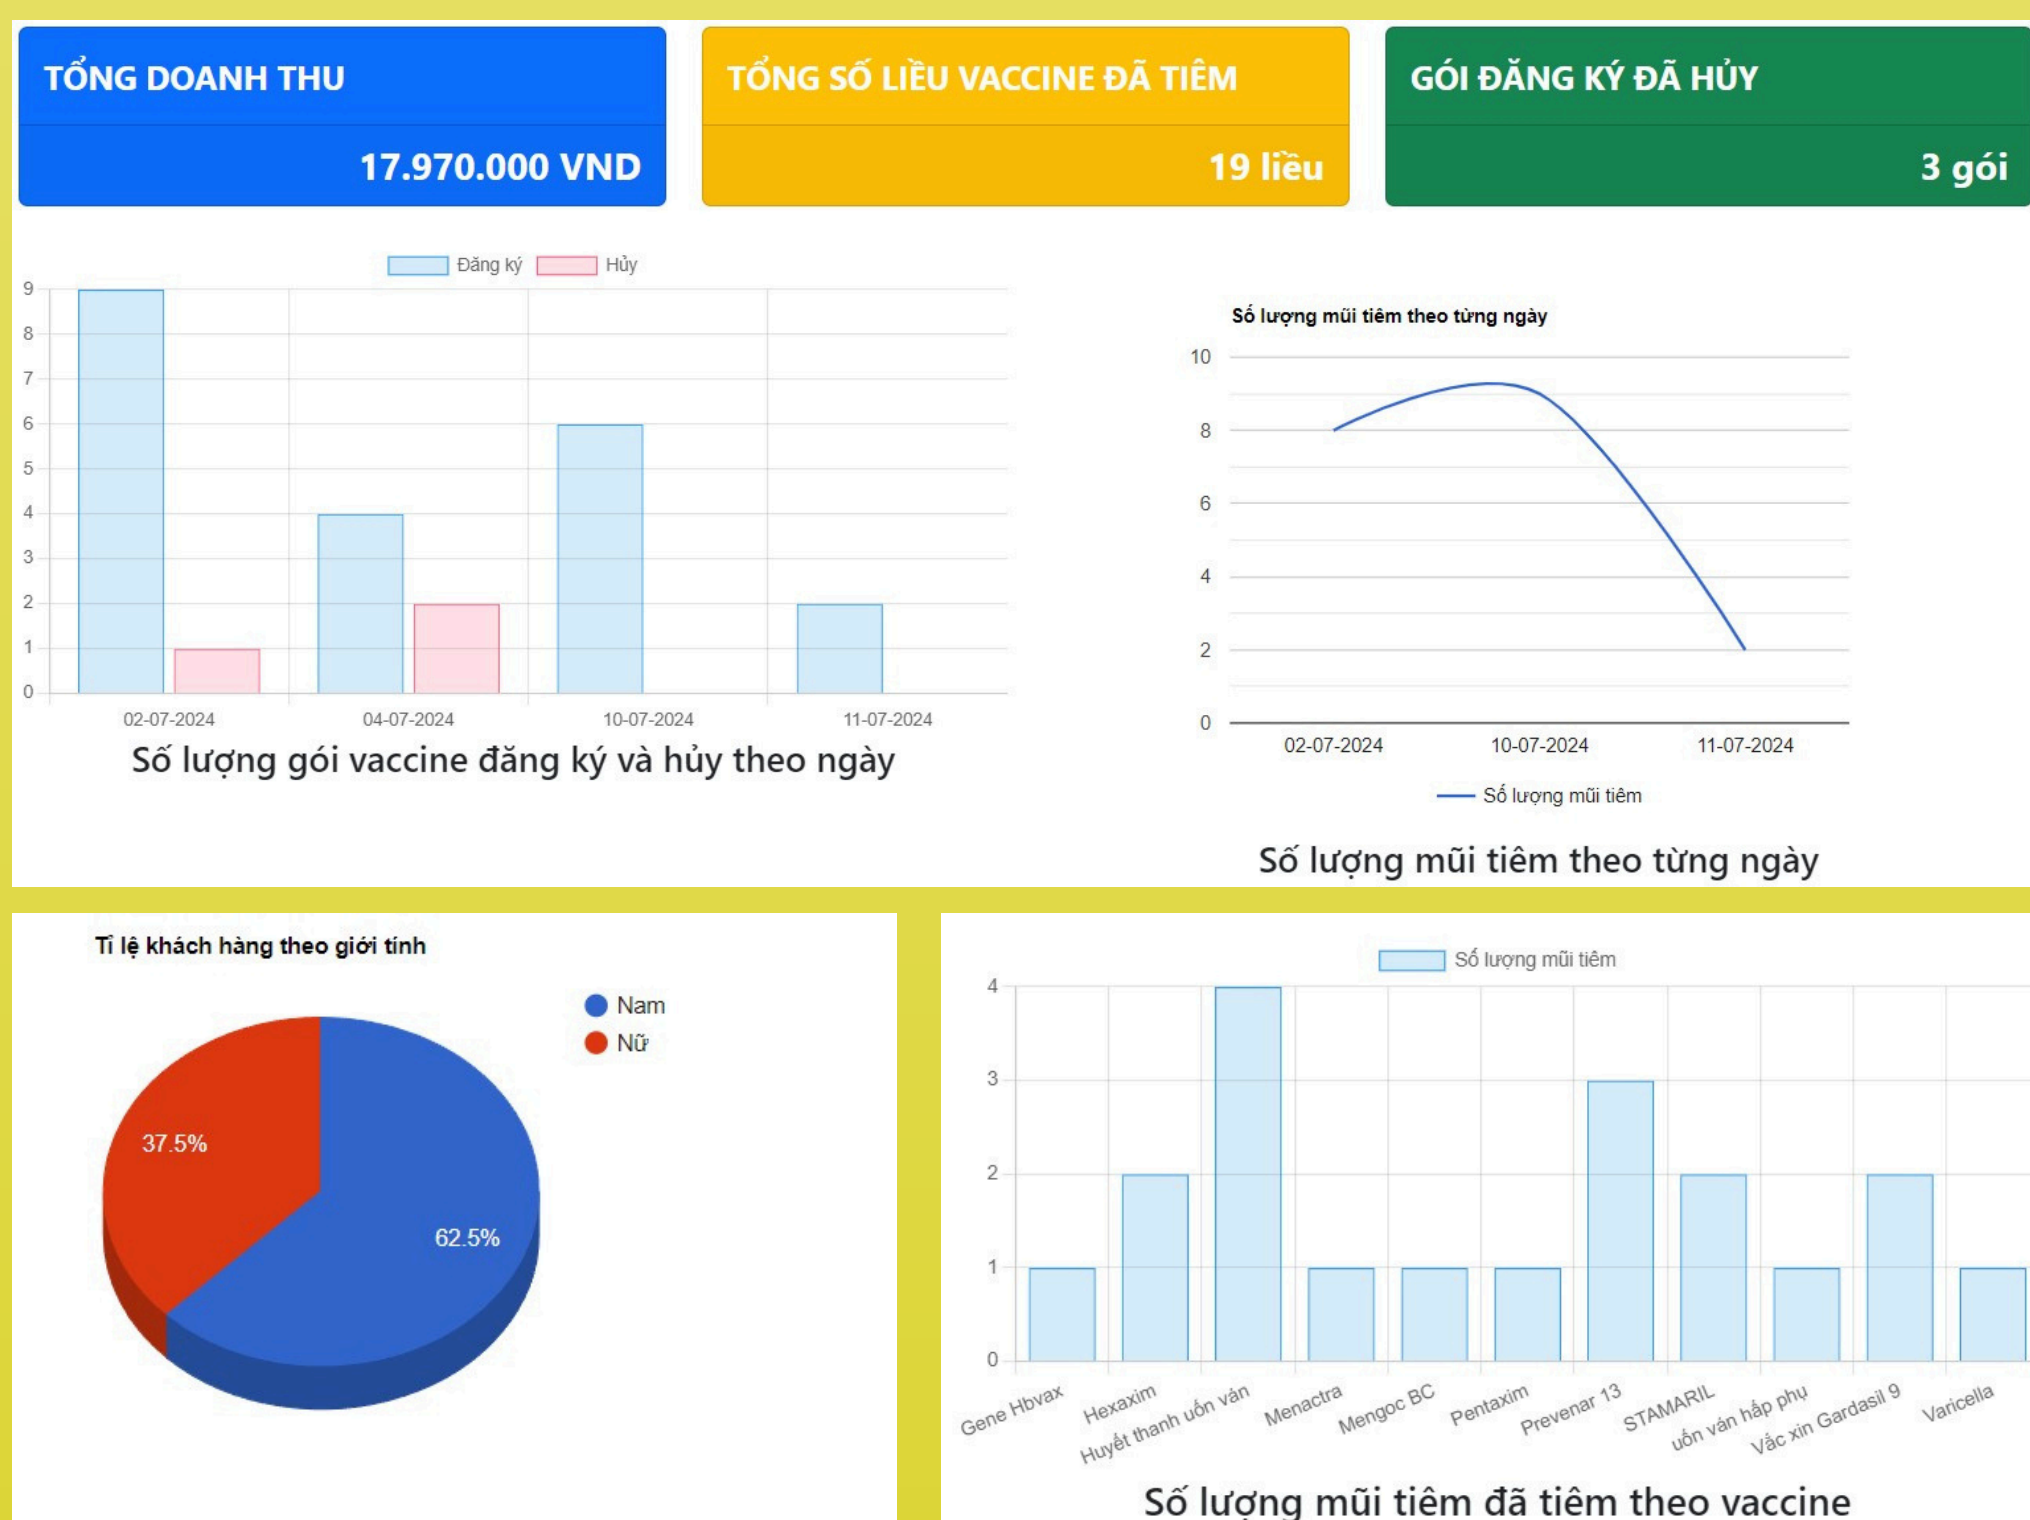 TỔNG DOANH THU
17.970.000 VND
TỔNG SỐ LIỀU VACCINE ĐÃ TIÊM
19 liều
GÓI ĐĂNG KÝ ĐÃ HỦY
3 gói
Đăng ký
Hủy
9
8
7
6
5
4
3
2
1
0
02-07-2024
04-07-2024
10-07-2024
11-07-2024
Số lượng gói vaccine đăng ký và hủy theo ngày
Số lượng mũi tiêm theo từng ngày
10
8
6
4
2
0
02-07-2024
10-07-2024
11-07-2024
Số lượng mũi tiêm
Số lượng mũi tiêm theo từng ngày
Tỉ lệ khách hàng theo giới tính
Nam
Nữ
37.5%
62.5%
Số lượng mũi tiêm
4
3
2
1
0
Gene Hbvax
Hexaxim
Huyết thanh uốn ván
Menactra
Mengoc BC
Pentaxim
Prevenar 13
STAMARIL
uốn ván hấp phụ
Vắc xin Gardasil 9
Varicella
Số lượng mũi tiêm đã tiêm theo vaccine